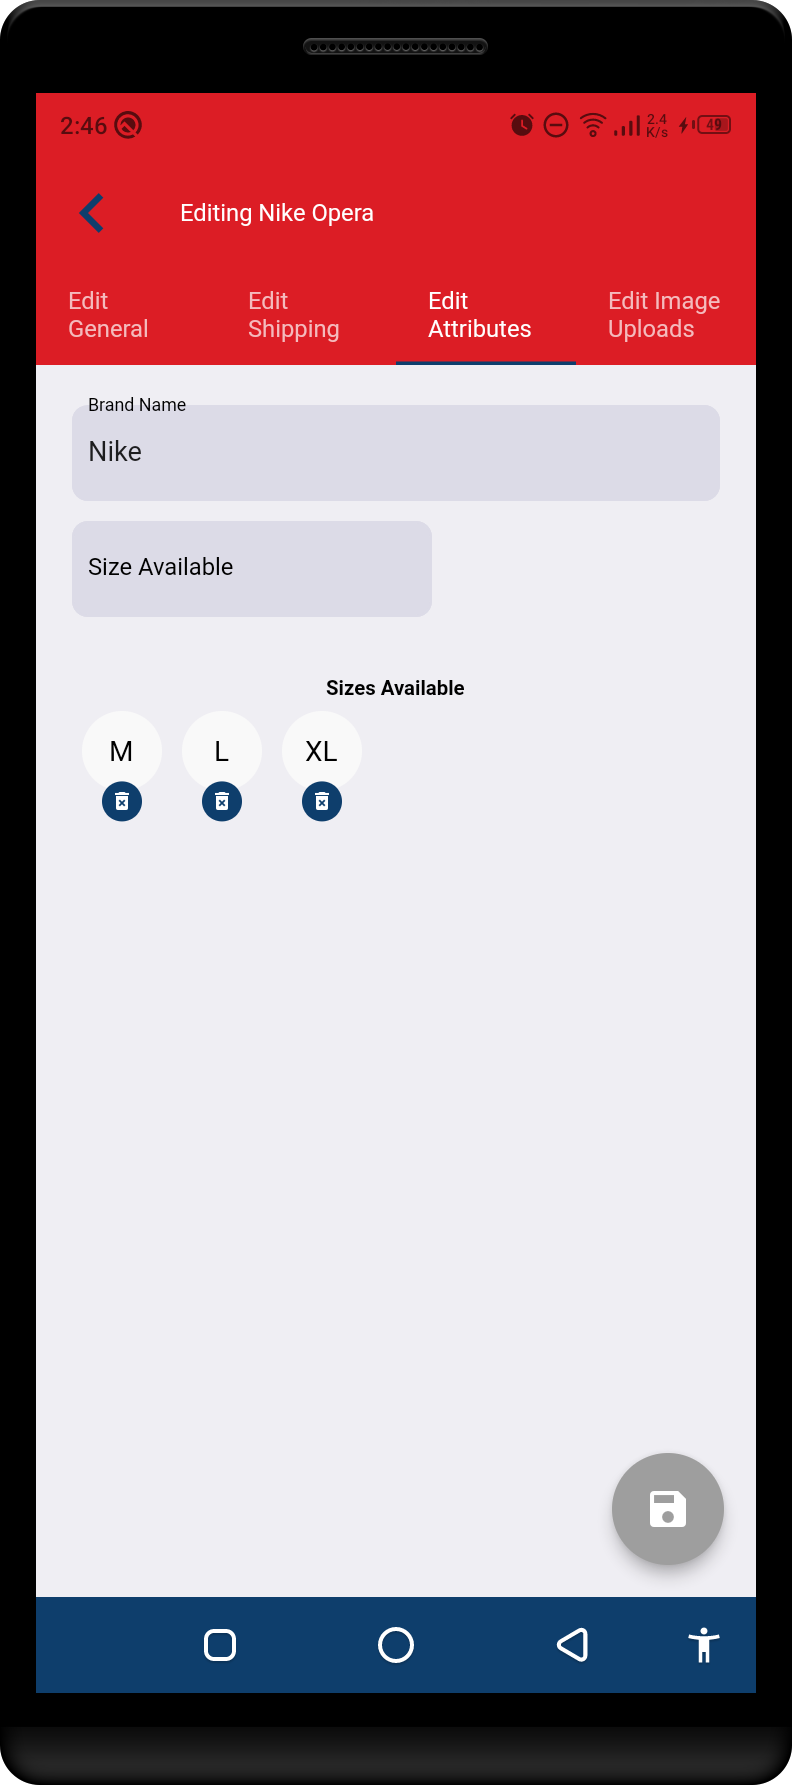 2:46
2.4
K/s
49
Editing Nike Opera
Edit
General
Edit
Shipping
Edit
Attributes
Edit Image
Uploads
Brand Name
Nike
Size Available
Sizes Available
M L XL